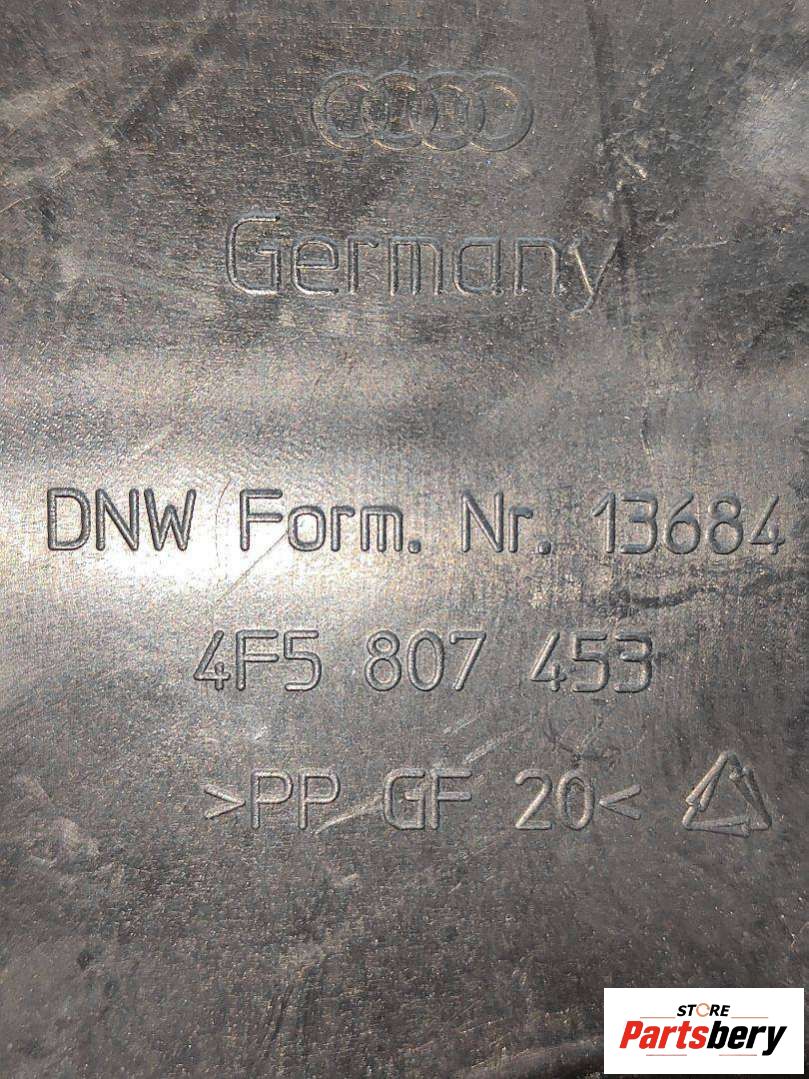 Germany
DNW Form. Nr. 13684
4F5 807 453
>PP GF 20<
STORE
Partsbery